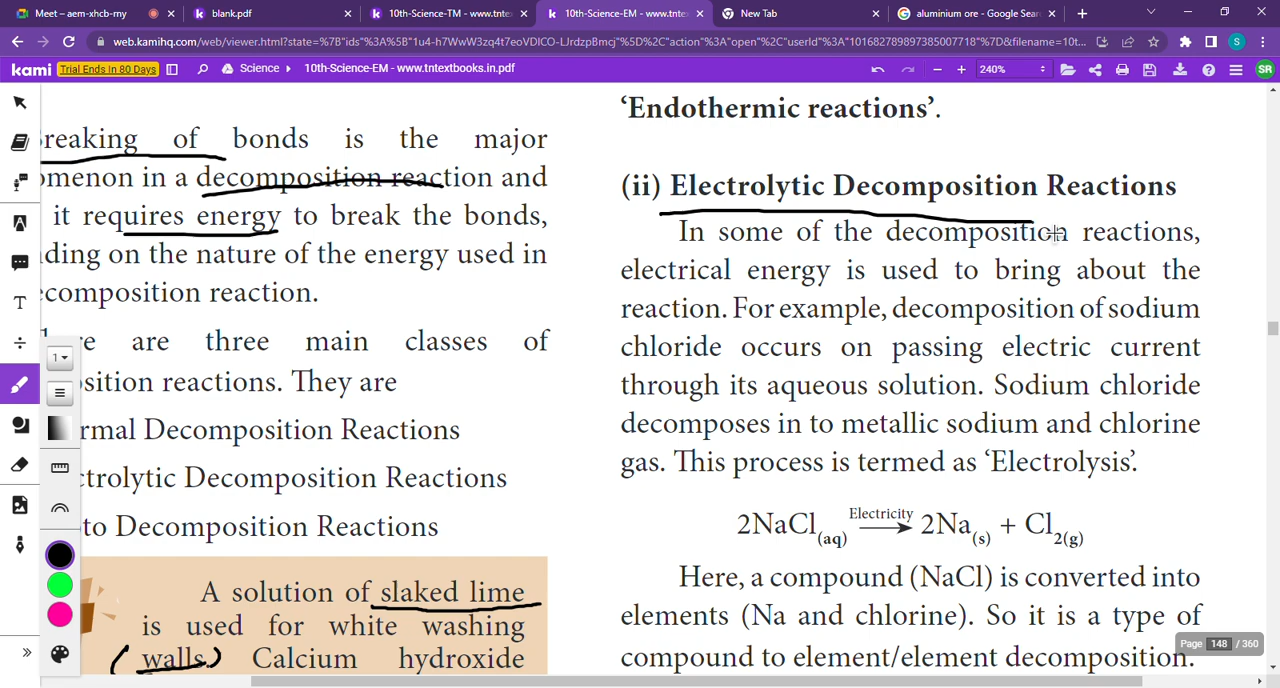 Meet – aem-xhcb-rny
blank.pdf
10th-Science-TM - www.tntex
10th-Science-EM - www.tntex
New Tab
aluminium ore - Google Sear
web.kamihq.com/web/viewer.html?state=%7B"ids"%3A%5B"1u4-h7WwW3zq4t7eoVDICO-LJrdzpBmcj"%5D%2C"action"%3A"open"%2C"userId"%3A"101682789897385007718"%7D&filename=10t...
S
kami Trial Ends In 80 Days Science 10th-Science-EM - www.tntextbooks.in.pdf 240% SR
Breaking of bonds is the major
omenon in a decomposition reaction and
it requires energy to break the bonds,
ding on the nature of the energy used in
ecomposition reaction.
are three main classes of
sition reactions. They are
rmal Decomposition Reactions
ctrolytic Decomposition Reactions
to Decomposition Reactions
A solution of slaked lime
is used for white washing
walls. Calcium hydroxide
‘Endothermic reactions’.
(ii) Electrolytic Decomposition Reactions
In some of the decomposition reactions,
electrical energy is used to bring about the
reaction. For example, decomposition of sodium
chloride occurs on passing electric current
through its aqueous solution. Sodium chloride
decomposes in to metallic sodium and chlorine
gas. This process is termed as ‘Electrolysis’.
Electricity
2NaCl(aq) → 2Na(s) + Cl2(g)
Here, a compound (NaCl) is converted into
elements (Na and chlorine). So it is a type of
compound to element/element decomposition.
Page 148 / 360